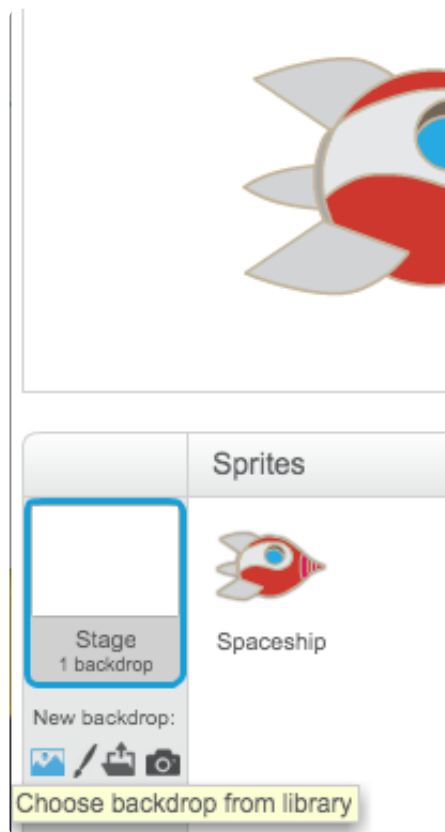 Sprites
Stage
1 backdrop
Spaceship
New backdrop:
Choose backdrop from library